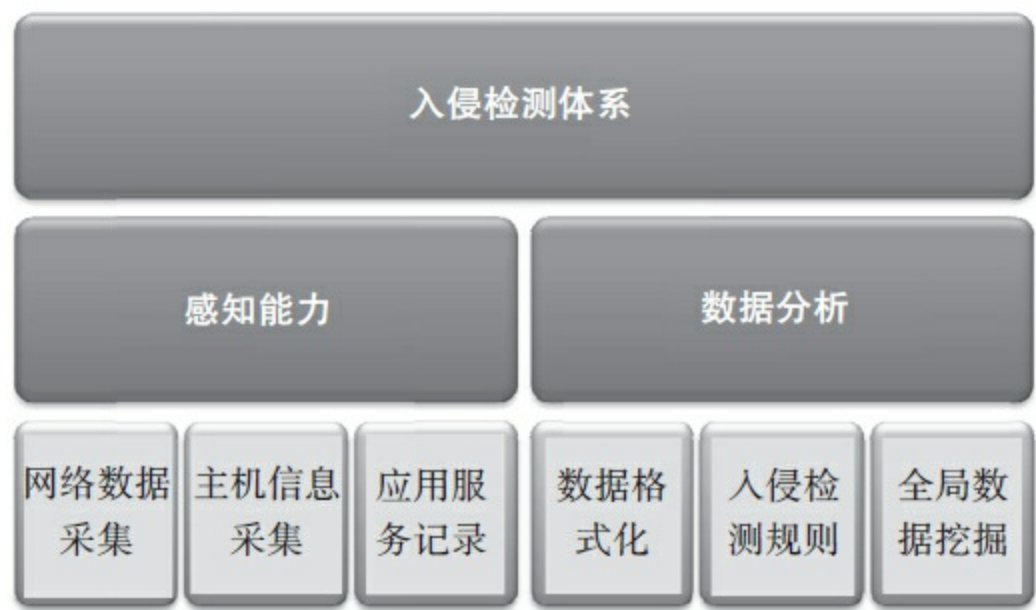 入侵检测体系
感知能力
数据分析
网络数据
采集
主机信息
采集
应用服
务记录
数据格
式化
入侵检
测规则
全局数
据挖掘